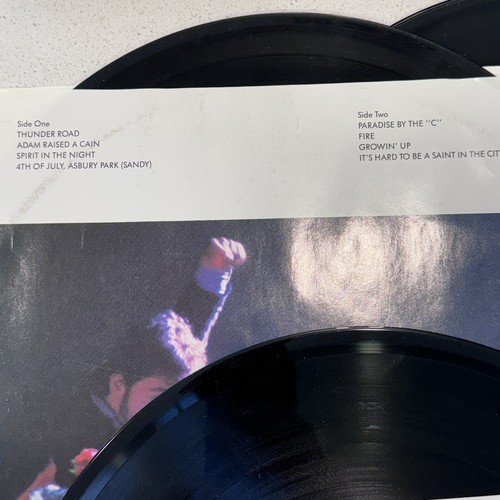 Side One
THUNDER ROAD
ADAM RAISED A CAIN
SPIRIT IN THE NIGHT
4TH OF JULY, ASBURY PARK (SANDY)
Side Two
PARADISE BY THE "C"
FIRE
GROWIN' UP
IT'S HARD TO BE A SAINT IN THE CIT